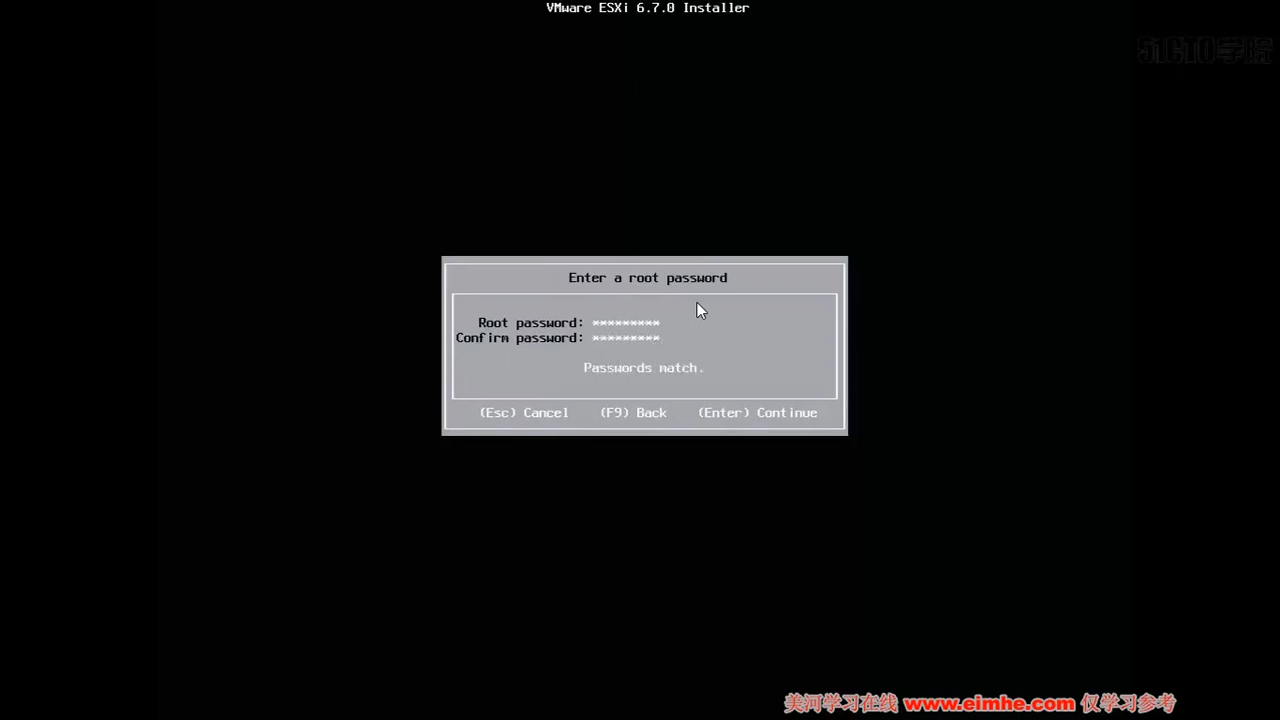 VMware ESXi 6.7.0 Installer
51CTO学院
Enter a root password
Root password: *********
Confirm password: *********
Passwords match.
(Esc) Cancel (F9) Back (Enter) Continue
美河学习在线 www.eimhe.com 仅学习参考